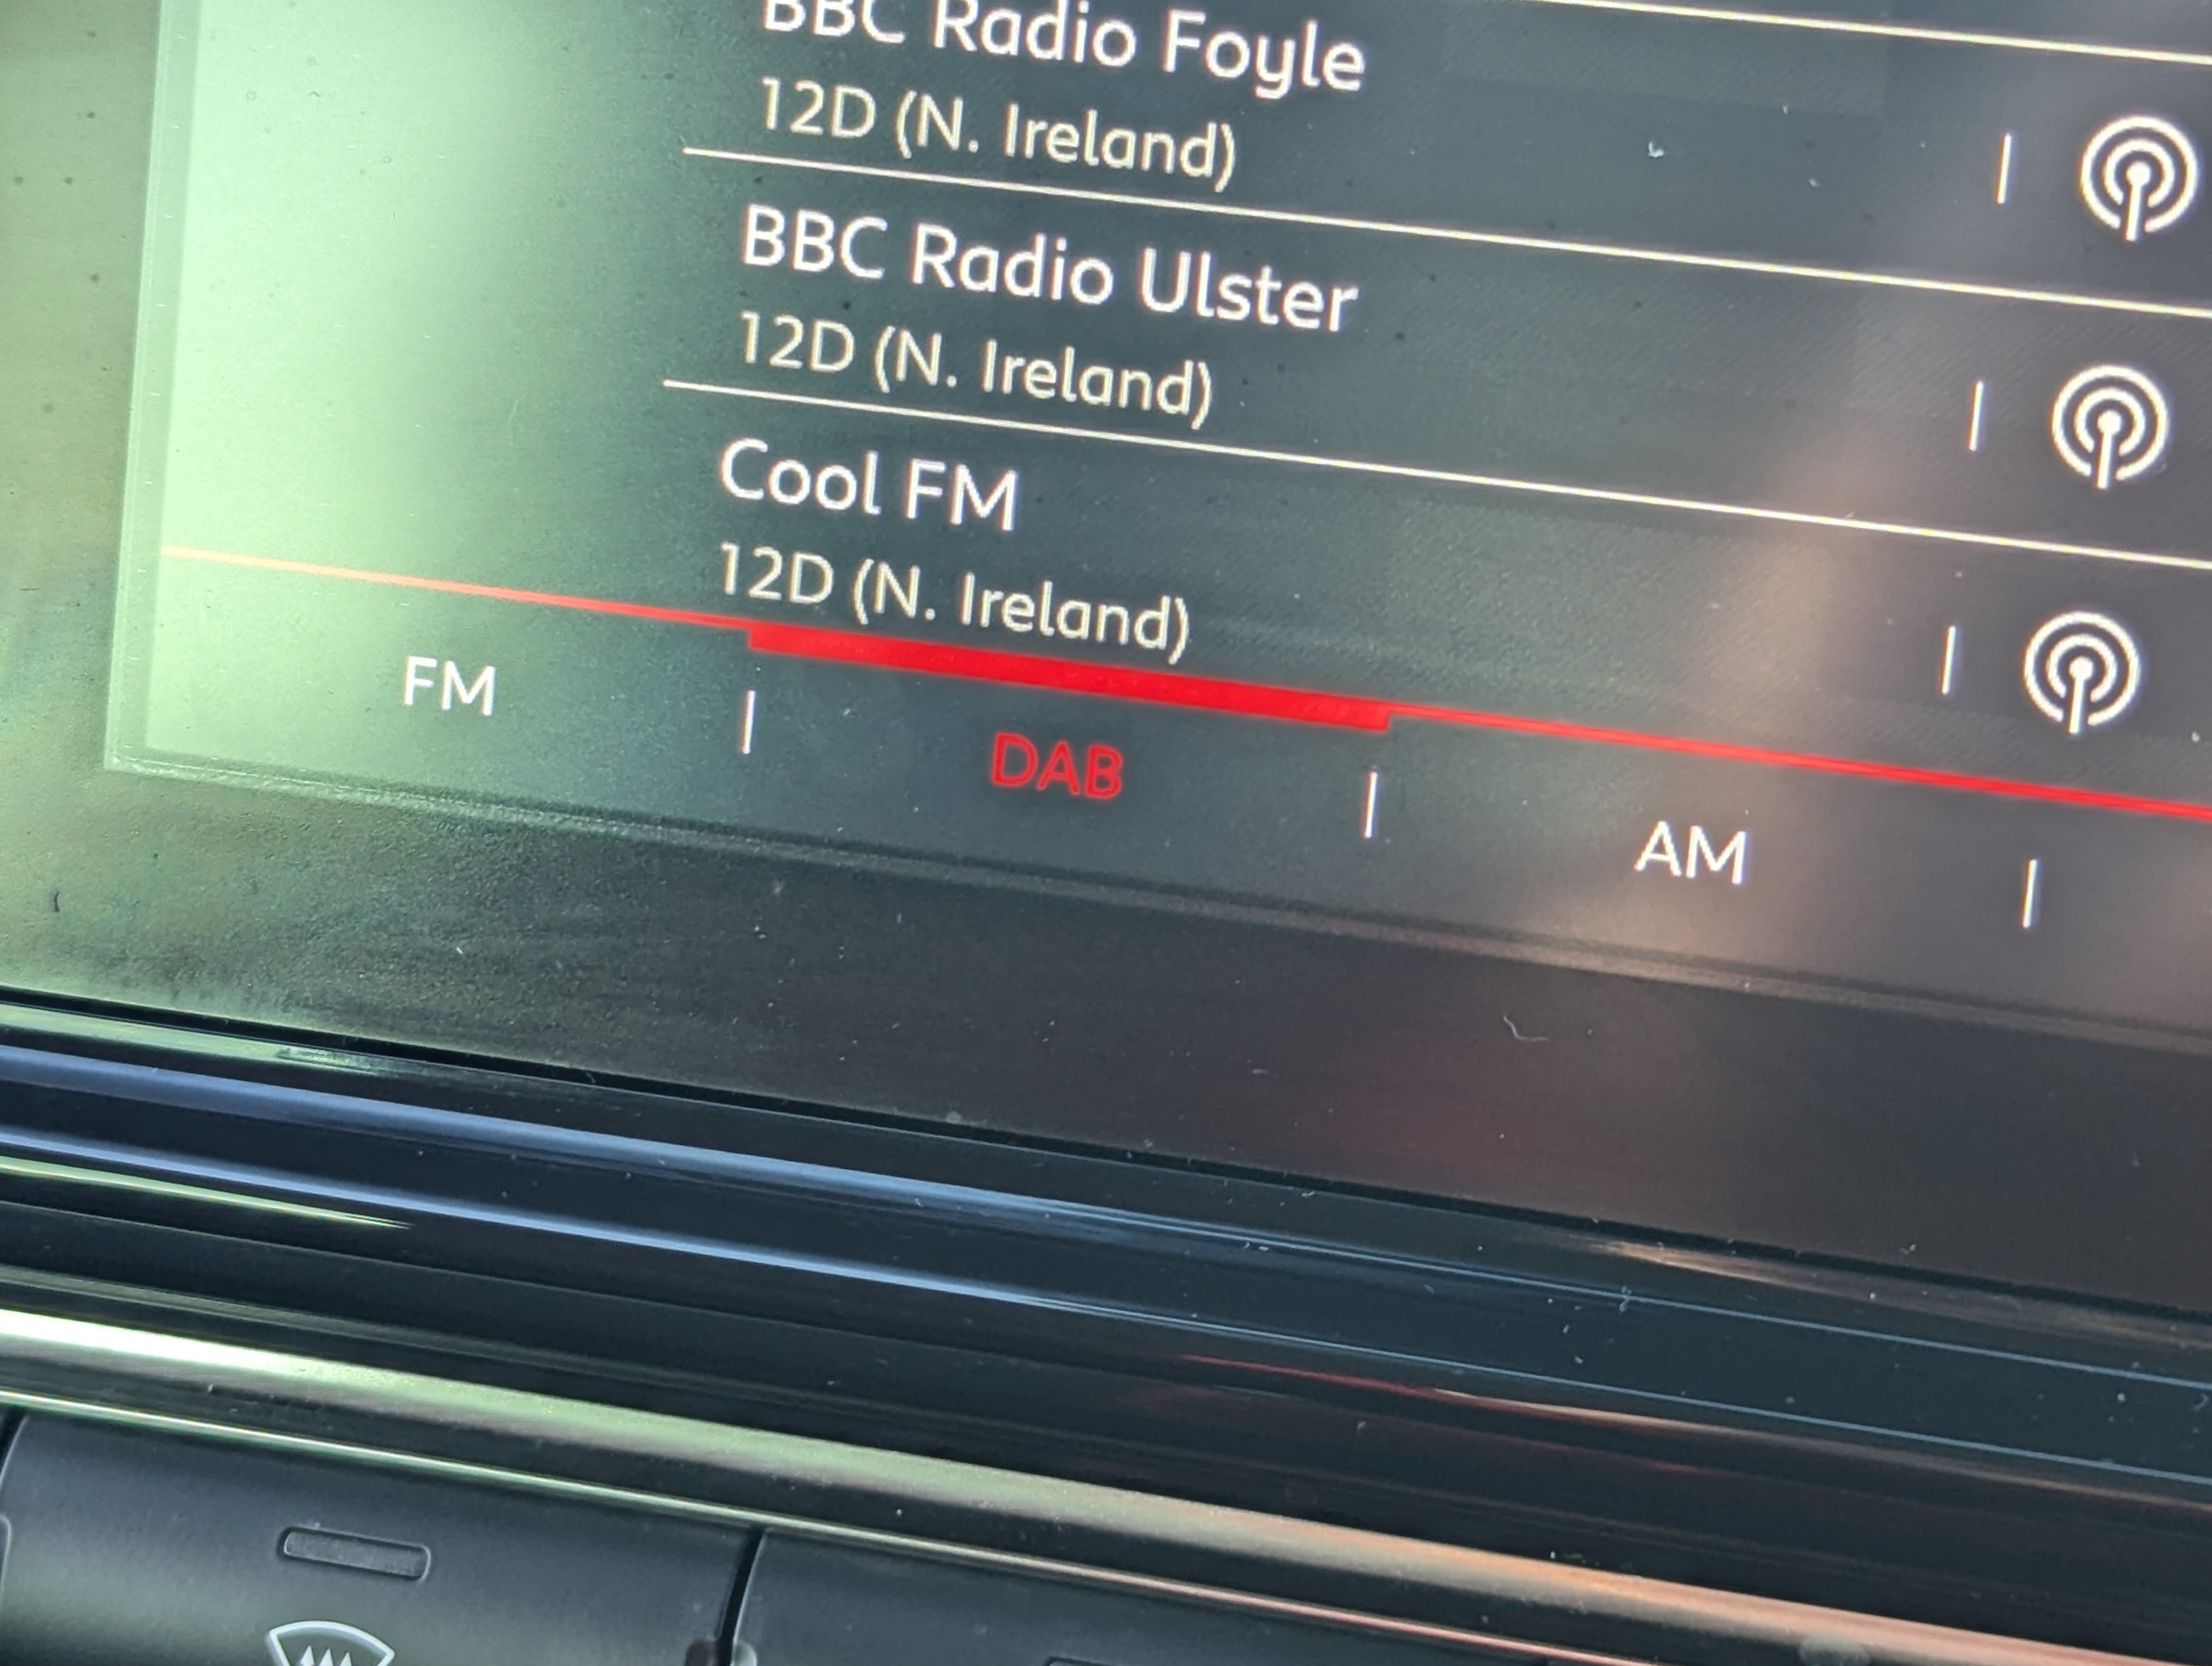 BBC Radio Foyle
12D (N. Ireland)
BBC Radio Ulster
12D (N. Ireland)
Cool FM
12D (N. Ireland)
FM
DAB
AM